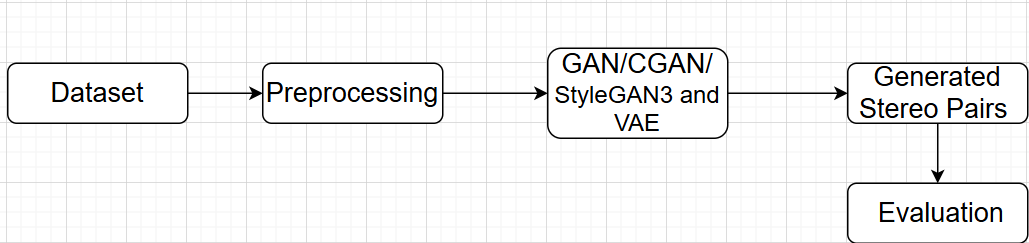 Dataset
Preprocessing
GAN/CGAN/
StyleGAN3 and
VAE
Generated
Stereo Pairs
Evaluation